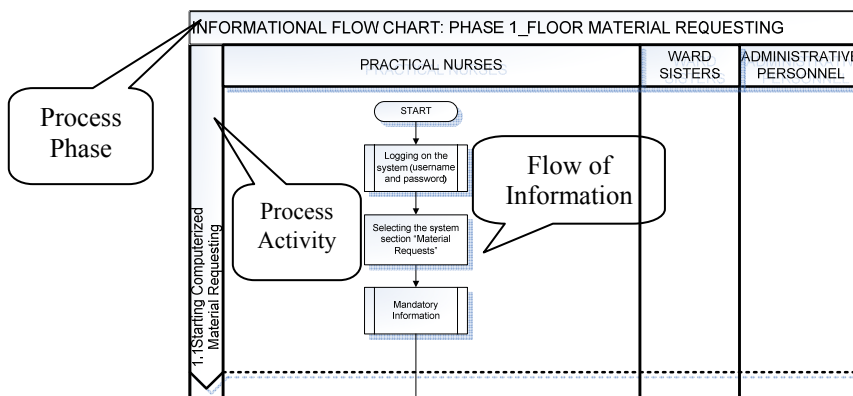 INFORMATIONAL FLOW CHART: PHASE 1_FLOOR MATERIAL REQUESTING
PRACTICAL NURSES
WARD
SISTERS
ADMINISTRATIVE
PERSONNEL
Process
Phase
START
Logging on the
system (username
and password)
Flow of
Information
Process
Activity
Selecting the system
section "Material
Requests"
Mandatory
Information
1.1Starting Computerized
Material Requesting